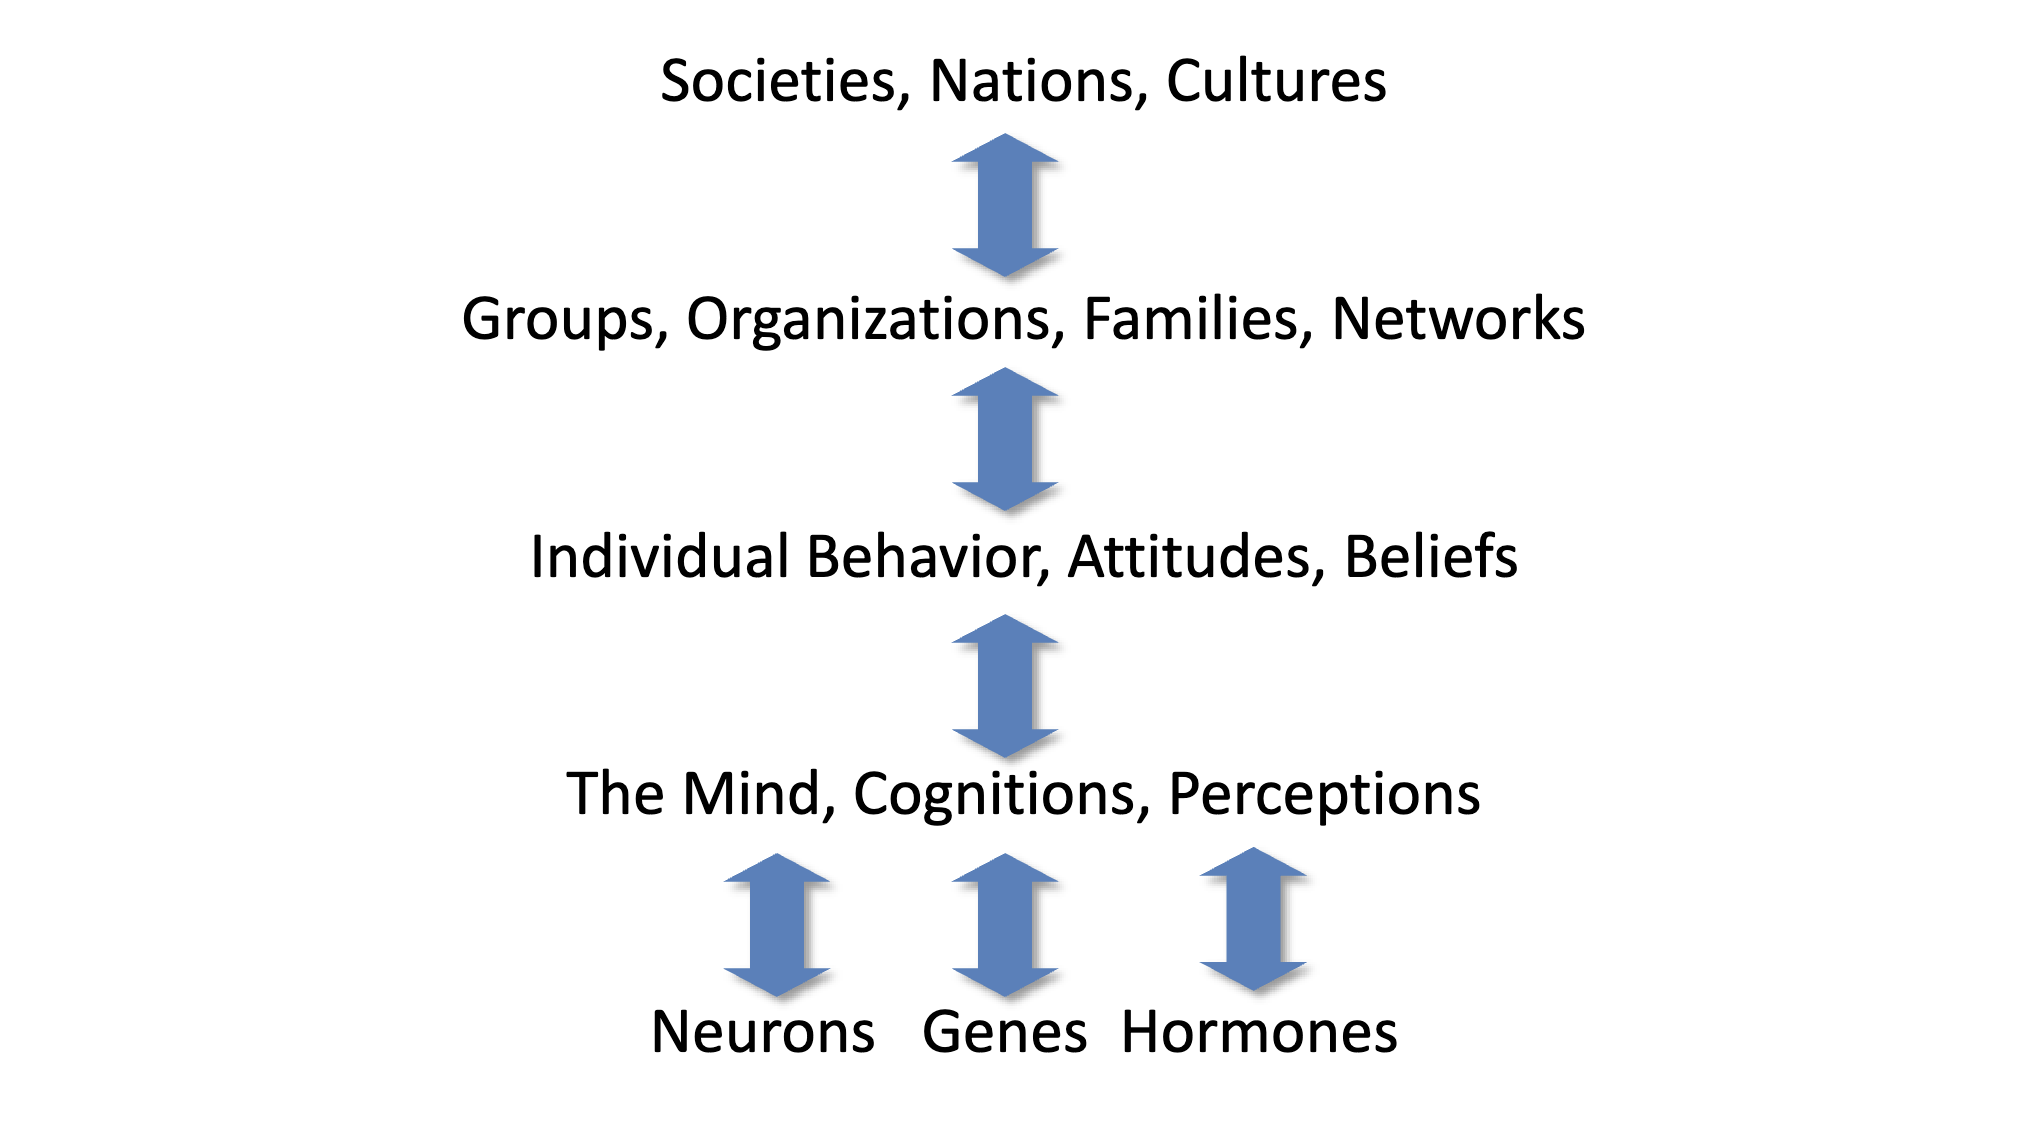 Societies, Nations, Cultures
Groups, Organizations, Families, Networks
Individual Behavior, Attitudes, Beliefs
The Mind, Cognitions, Perceptions
Neurons Genes Hormones